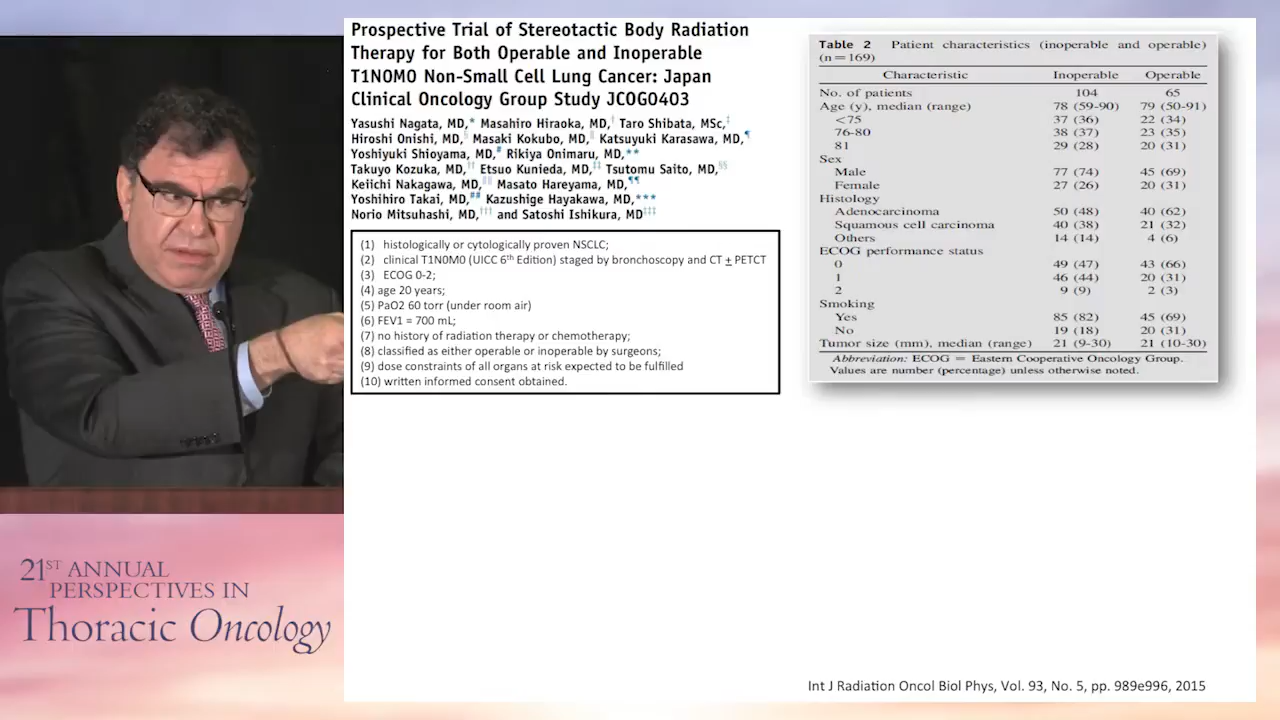 Prospective Trial of Stereotactic Body Radiation
Therapy for Both Operable and Inoperable
T1N0M0 Non-Small Cell Lung Cancer: Japan
Clinical Oncology Group Study JCOG0403
Yasushi Nagata, MD,* Masahiro Hiraoka, MD,† Taro Shibata, MSc,‡
Hiroshi Onishi, MD,§ Masaki Kokubo, MD,|| Katsuyuki Karasawa, MD,¶
Yoshiyuki Shioyama, MD,# Rikiya Onimaru, MD,**
Takuyo Kozuka, MD,†† Etsuo Kunieda, MD,‡‡ Tsutomu Saito, MD,§§
Keiichi Nakagawa, MD,|||| Masato Hareyama, MD,¶¶
Yoshihiro Takai, MD,## Kazushige Hayakawa, MD,***
Norio Mitsuhashi, MD,††† and Satoshi Ishikura, MD‡‡‡
(1) histologically or cytologically proven NSCLC;
(2) clinical T1N0M0 (UICC 6th Edition) staged by bronchoscopy and CT ± PETCT
(3) ECOG 0-2;
(4) age 20 years;
(5) PaO2 60 torr (under room air)
(6) FEV1 = 700 mL;
(7) no history of radiation therapy or chemotherapy;
(8) classified as either operable or inoperable by surgeons;
(9) dose constraints of all organs at risk expected to be fulfilled
(10) written informed consent obtained.
Table 2 Patient characteristics (inoperable and operable)
(n=169)
Characteristic Inoperable Operable
No. of patients 104 65
Age (y), median (range) 78 (59-90) 79 (50-91)
<75 37 (36) 22 (34)
76-80 38 (37) 23 (35)
81 29 (28) 20 (31)
Sex
Male 77 (74) 45 (69)
Female 27 (26) 20 (31)
Histology
Adenocarcinoma 50 (48) 40 (62)
Squamous cell carcinoma 40 (38) 21 (32)
Others 14 (14) 4 (6)
ECOG performance status
0 49 (47) 43 (66)
1 46 (44) 20 (31)
2 9 (9) 2 (3)
Smoking
Yes 85 (82) 45 (69)
No 19 (18) 20 (31)
Tumor size (mm), median (range) 21 (9-30) 21 (10-30)
Abbreviation: ECOG = Eastern Cooperative Oncology Group.
Values are number (percentage) unless otherwise noted.
21ST ANNUAL
PERSPECTIVES IN
Thoracic Oncology
Int J Radiation Oncol Biol Phys, Vol. 93, No. 5, pp. 989e996, 2015